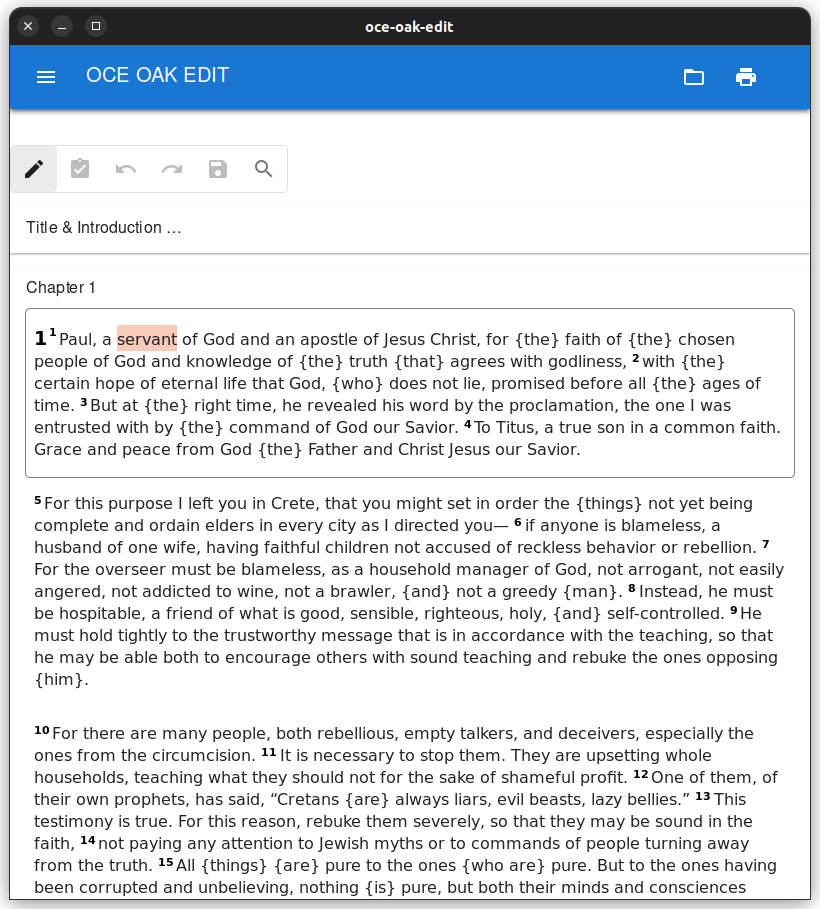 oce-oak-edit
OCE OAK EDIT
Title & Introduction ...
Chapter 1
1 1 Paul, a servant of God and an apostle of Jesus Christ, for {the} faith of {the} chosen
people of God and knowledge of {the} truth {that} agrees with godliness, 2 with {the}
certain hope of eternal life that God, {who} does not lie, promised before all {the} ages of
time. 3 But at {the} right time, he revealed his word by the proclamation, the one I was
entrusted with by {the} command of God our Savior. 4 To Titus, a true son in a common faith.
Grace and peace from God {the} Father and Christ Jesus our Savior.
5 For this purpose I left you in Crete, that you might set in order the {things} not yet being
complete and ordain elders in every city as I directed you— 6 if anyone is blameless, a
husband of one wife, having faithful children not accused of reckless behavior or rebellion. 7
For the overseer must be blameless, as a household manager of God, not arrogant, not easily
angered, not addicted to wine, not a brawler, {and} not a greedy {man}. 8 Instead, he must
be hospitable, a friend of what is good, sensible, righteous, holy, {and} self-controlled. 9 He
must hold tightly to the trustworthy message that is in accordance with the teaching, so that
he may be able both to encourage others with sound teaching and rebuke the ones opposing
{him}.
10 For there are many people, both rebellious, empty talkers, and deceivers, especially the
ones from the circumcision. 11 It is necessary to stop them. They are upsetting whole
households, teaching what they should not for the sake of shameful profit. 12 One of them, of
their own prophets, has said, “Cretans {are} always liars, evil beasts, lazy bellies.” 13 This
testimony is true. For this reason, rebuke them severely, so that they may be sound in the
faith, 14 not paying any attention to Jewish myths or to commands of people turning away
from the truth. 15 All {things} {are} pure to the ones {who are} pure. But to the ones having
been corrupted and unbelieving, nothing {is} pure, but both their minds and consciences